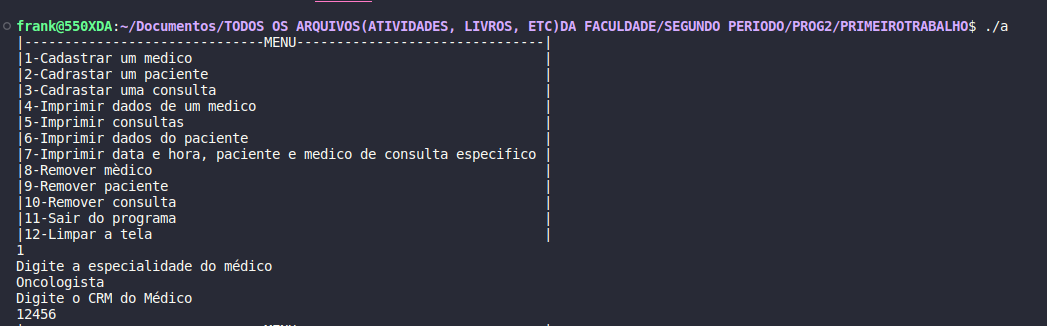 frank@550XDA:~/Documentos/TODOS OS ARQUIVOS(ATIVIDADES, LIVROS, ETC)DA FACULDADE/SEGUNDO PERIODO/PROG2/PRIMEIROTRABALHO$ ./a
|------------------------------MENU-------------------------------|
|1-Cadastrar um medico                                            |
|2-Cadrastar um paciente                                          |
|3-Cadrastar uma consulta                                         |
|4-Imprimir dados de um medico                                    |
|5-Imprimir consultas                                             |
|6-Imprimir dados do paciente                                     |
|7-Imprimir data e hora, paciente e medico de consulta especifico |
|8-Remover mèdico                                                 |
|9-Remover paciente                                               |
|10-Remover consulta                                              |
|11-Sair do programa                                              |
|12-Limpar a tela                                                 |
1
Digite a especialidade do médico
Oncologista
Digite o CRM do Médico
12456